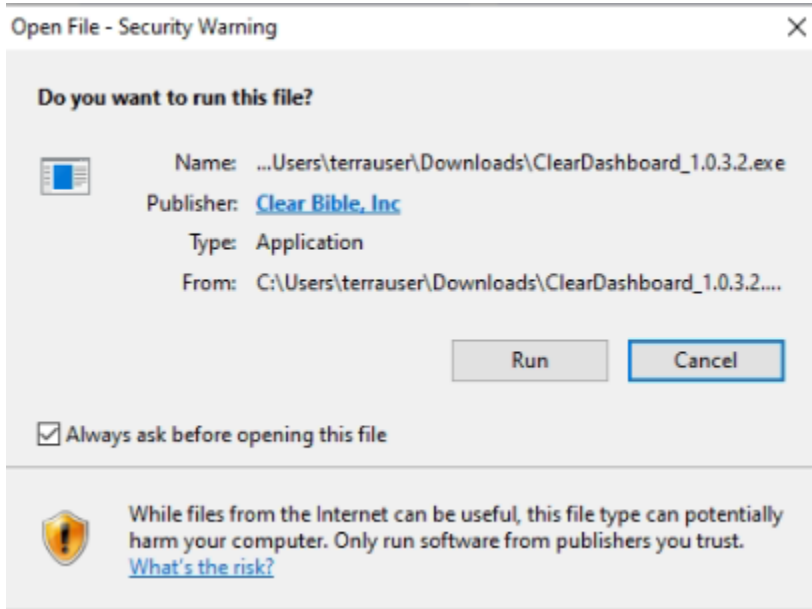 Open File - Security Warning
Do you want to run this file?
Name: ...Users\terrauser\Downloads\ClearDashboard_1.0.3.2.exe
Publisher: Clear Bible, Inc
Type: Application
From: C:\Users\terrauser\Downloads\ClearDashboard_1.0.3.2....
Run Cancel
Always ask before opening this file
While files from the Internet can be useful, this file type can potentially
harm your computer. Only run software from publishers you trust.
What's the risk?